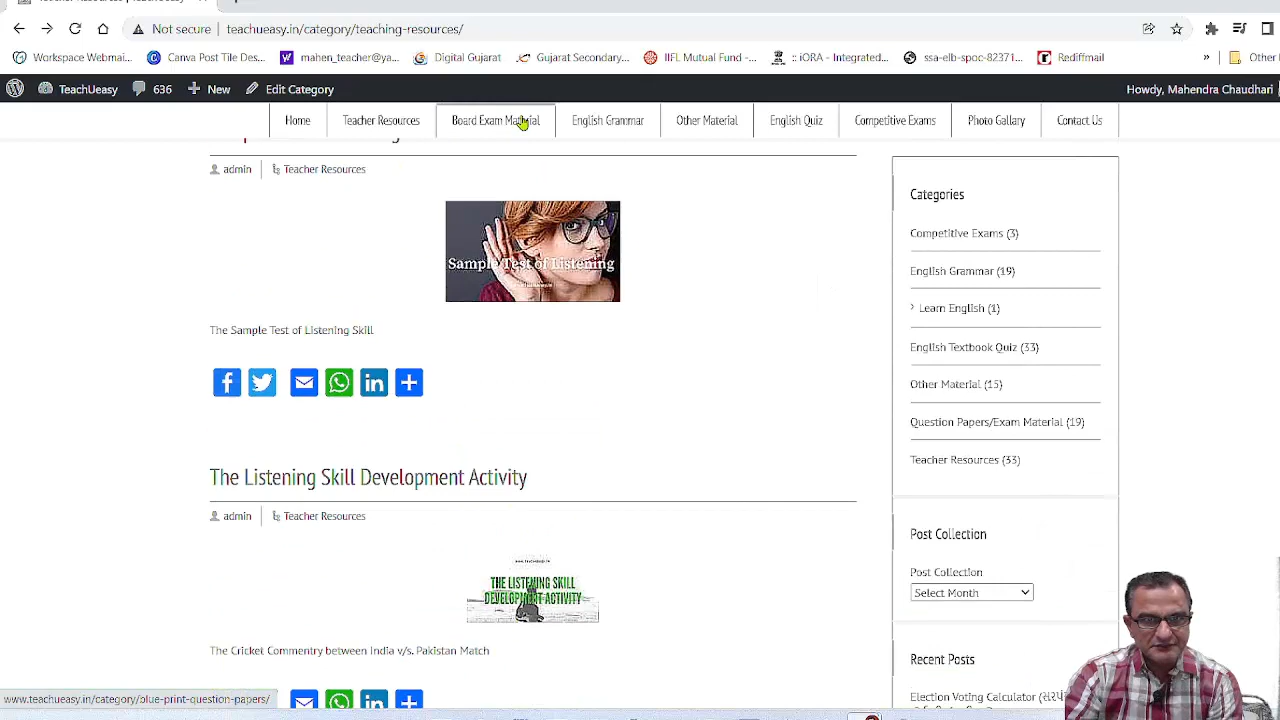 Not secure
teachueasy.in/category/teaching-resources/
Workspace Webmai...
Canva Post Tile Des...
mahen_teacher@ya...
Digital Gujarat
Gujarat Secondary...
IIFL Mutual Fund -...
:: iORA - Integrated...
ssa-elb-spoc-82371...
Rediffmail
»
Other
TeachUeasy
636
New
Edit Category
Howdy, Mahendra Chaudhari
Home
Teacher Resources
Board Exam Material
English Grammar
Other Material
English Quiz
Competitive Exams
Photo Gallery
Contact Us
admin
Teacher Resources
Sample Test of Listening
The Sample Test of Listening Skill
The Listening Skill Development Activity
admin
Teacher Resources
THE LISTENING SKILL
DEVELOPMENT ACTIVITY
The Cricket Commentry between India v/s. Pakistan Match
Categories
Competitive Exams (3)
English Grammar (19)
Learn English (1)
English Textbook Quiz (33)
Other Material (15)
Question Papers/Exam Material (19)
Teacher Resources (33)
Post Collection
Post Collection
Select Month
Recent Posts
Election Voting Calculator
www.teachueasy.in/category/blue-print-question-papers/